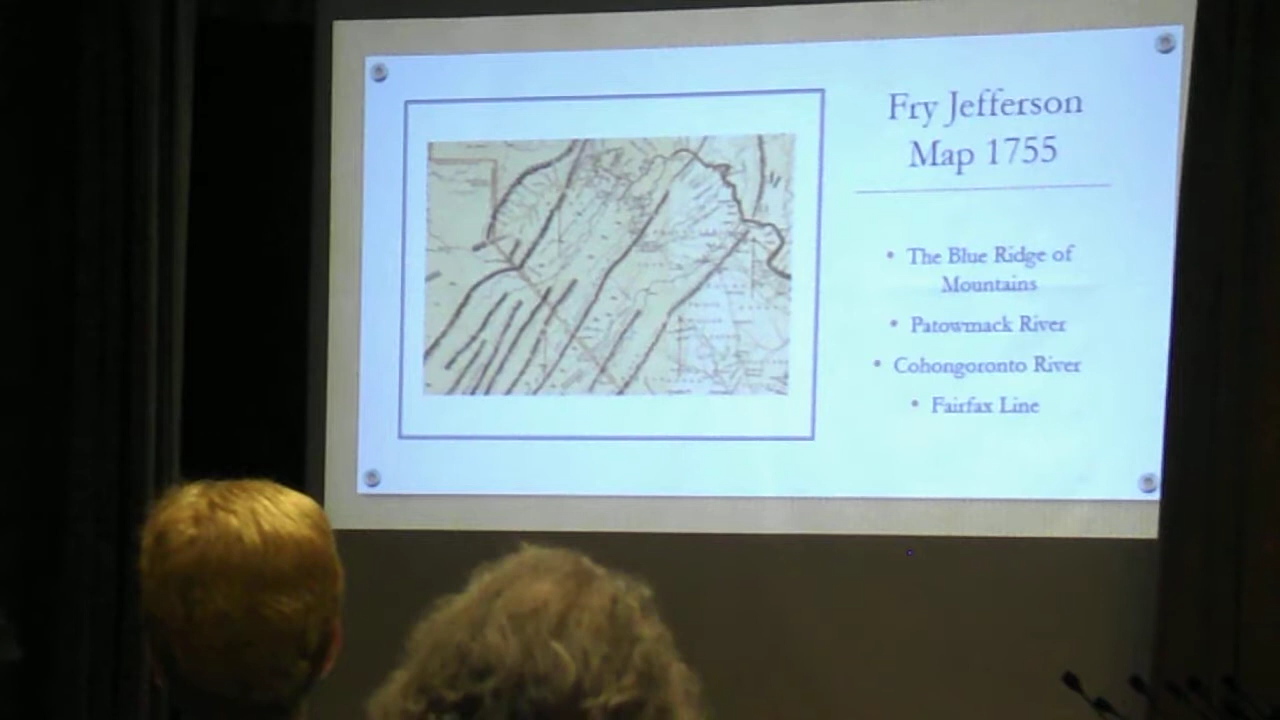 Fry Jefferson
Map 1755
• The Blue Ridge of
Mountains
• Patowmack River
• Cohongoronto River
• Fairfax Line